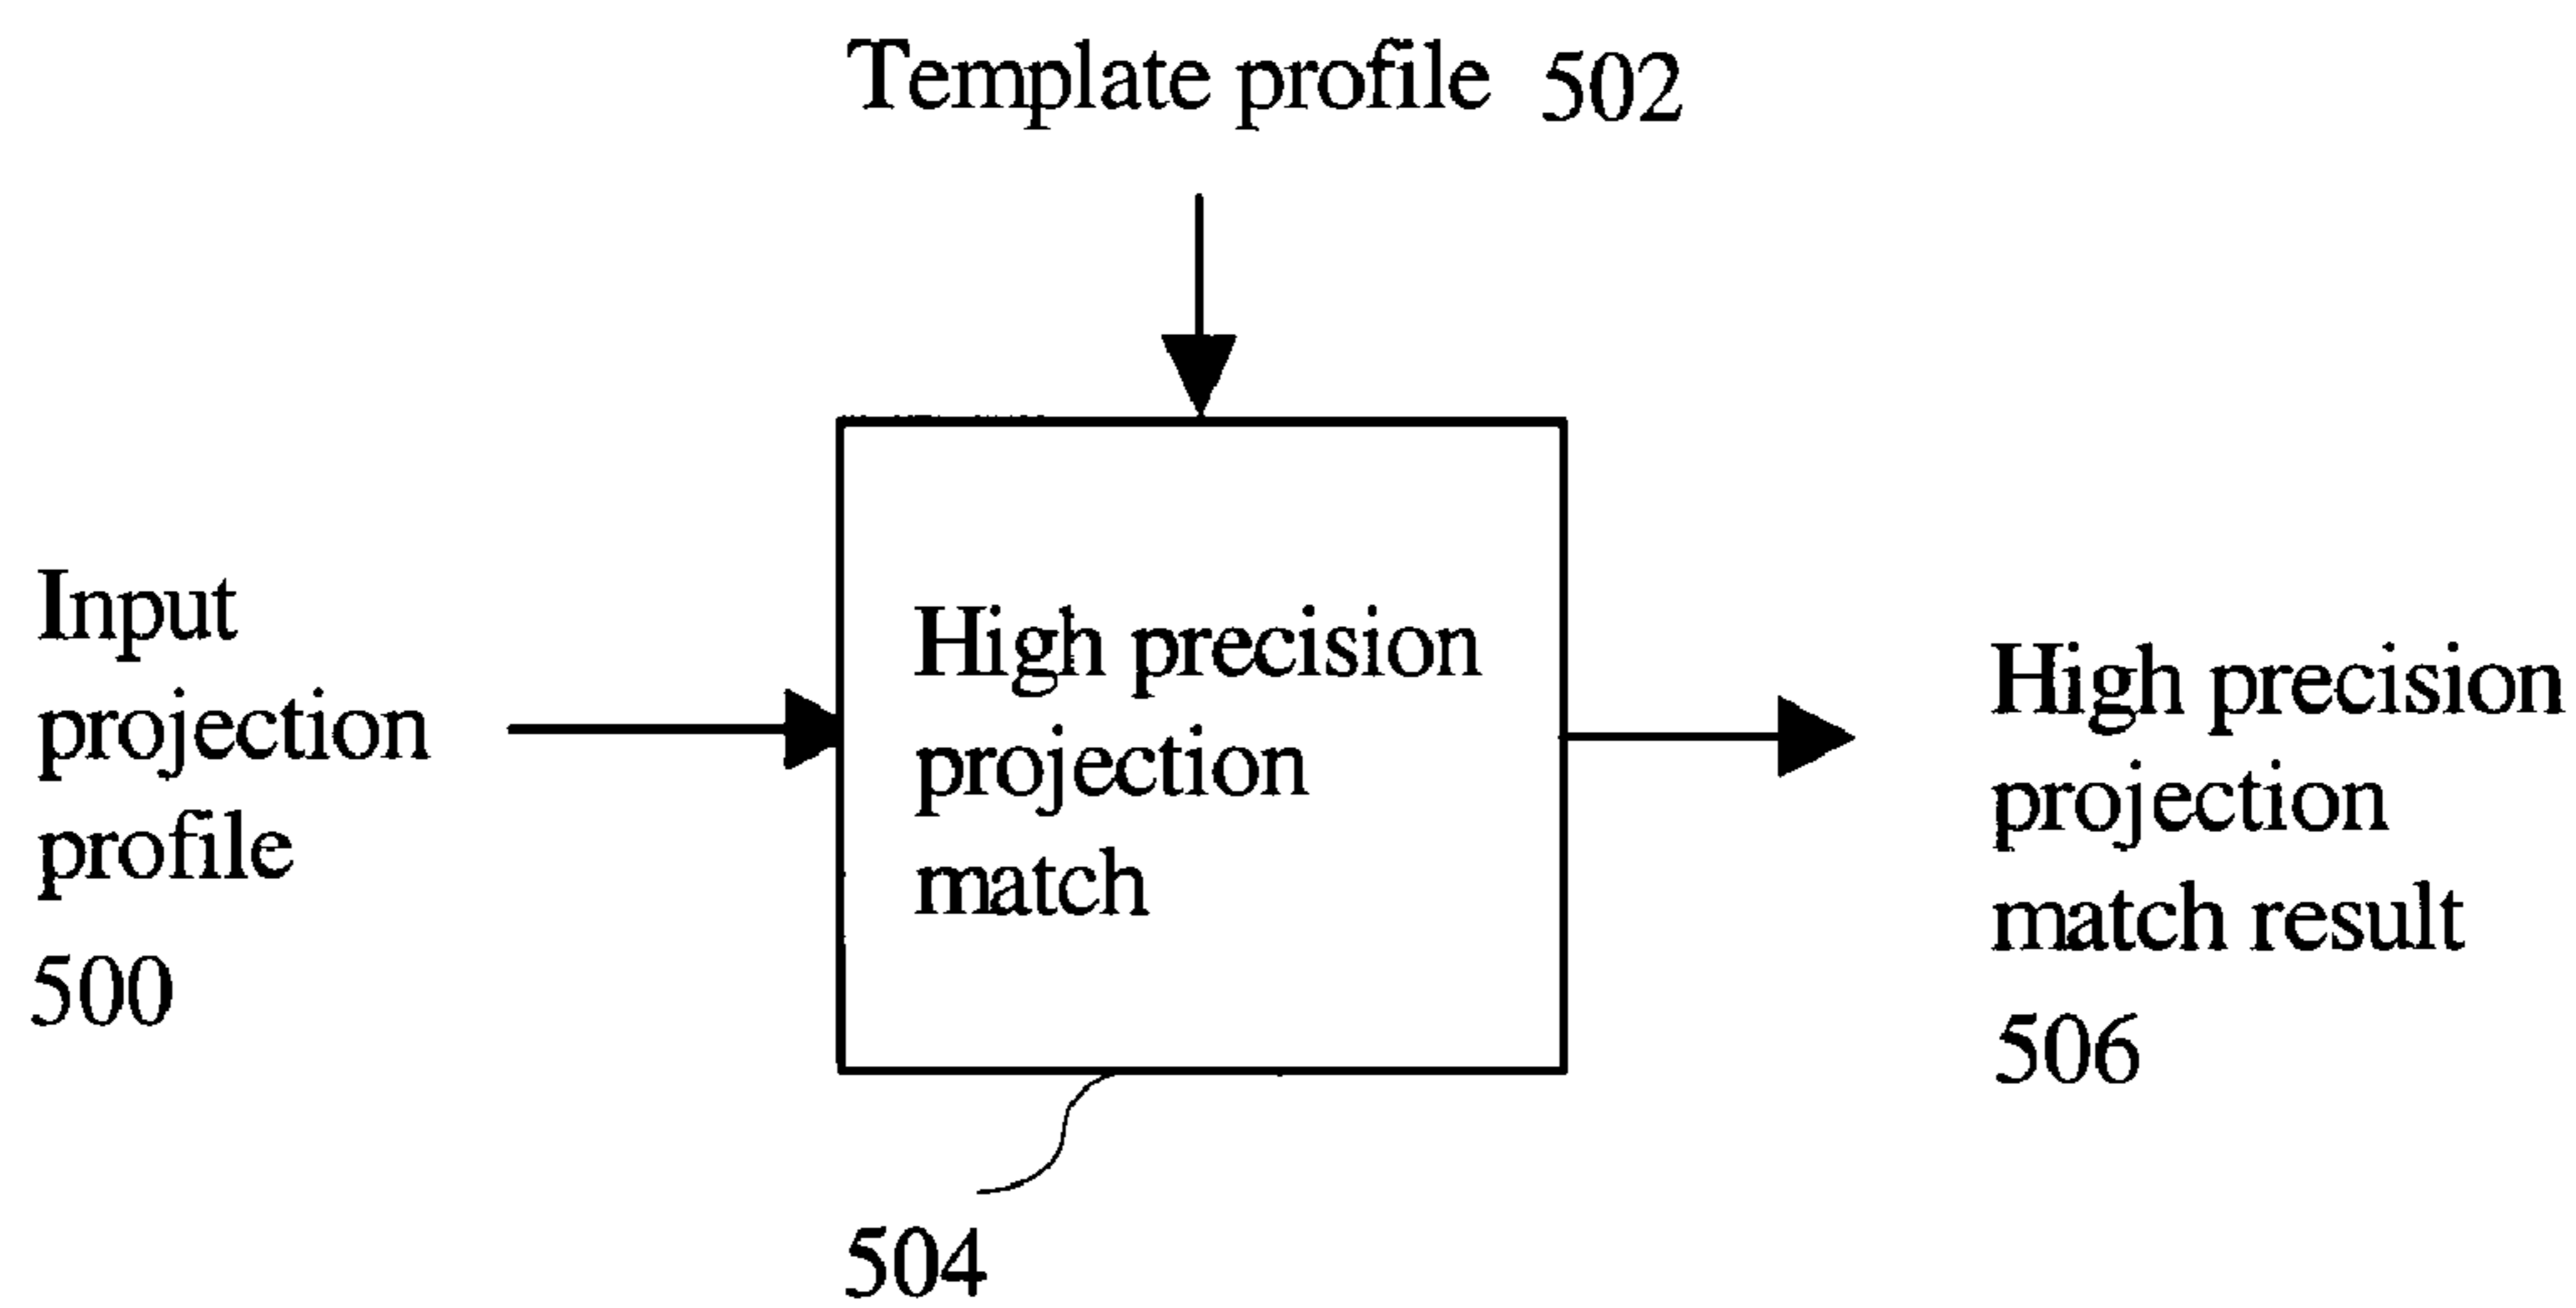 Template profile 502
Input
projection
profile
500
High precision
projection
match
504
High precision
projection
match result
506